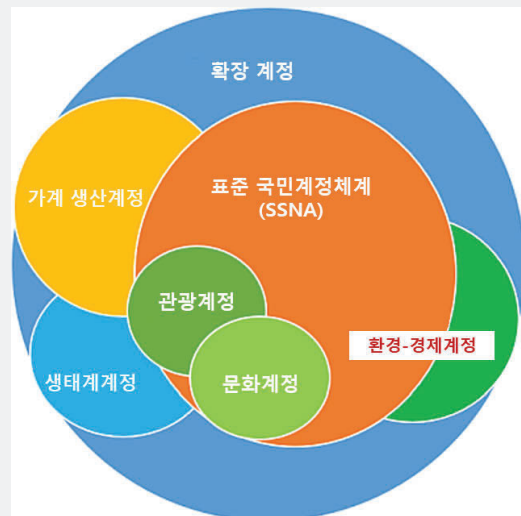 확장 계정
가계 생산계정
표준 국민계정체계
(SSNA)
관광계정
환경-경제계정
생태계계정
문화계정